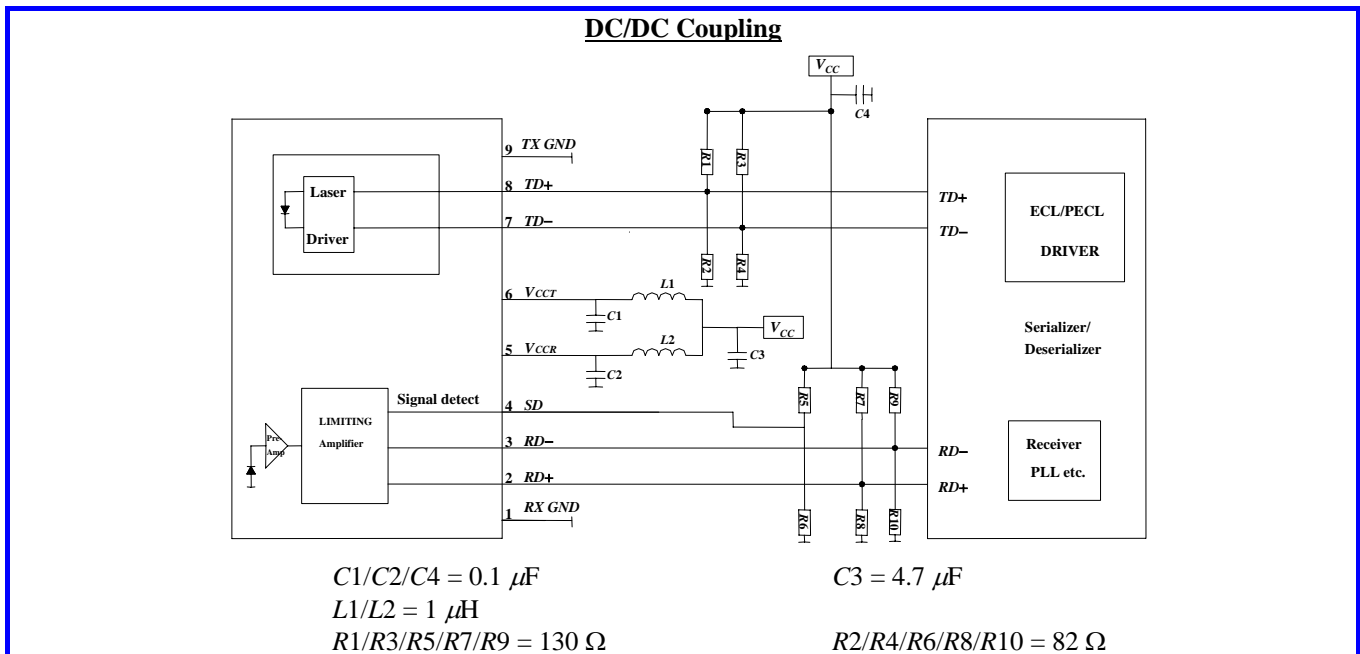 DC/DC Coupling
VCC
C4
9 TX GND
R1
R3
Laser
Driver
8 TD+
TD+
ECL/PECL
DRIVER
7 TD−
TD−
R2
R4
6 VCCT
L1
C1
VCC
Serializer/
Deserializer
5 VCCR
L2
C3
C2
Signal detect
R5
R7
R9
4 SD
LIMITING
Amplifier
Pre
Amp
3 RD−
RD−
Receiver
PLL etc.
2 RD+
RD+
1 RX GND
R6
R8
R10
C1/C2/C4 = 0.1 μF
C3 = 4.7 μF
L1/L2 = 1 μH
R1/R3/R5/R7/R9 = 130 Ω
R2/R4/R6/R8/R10 = 82 Ω